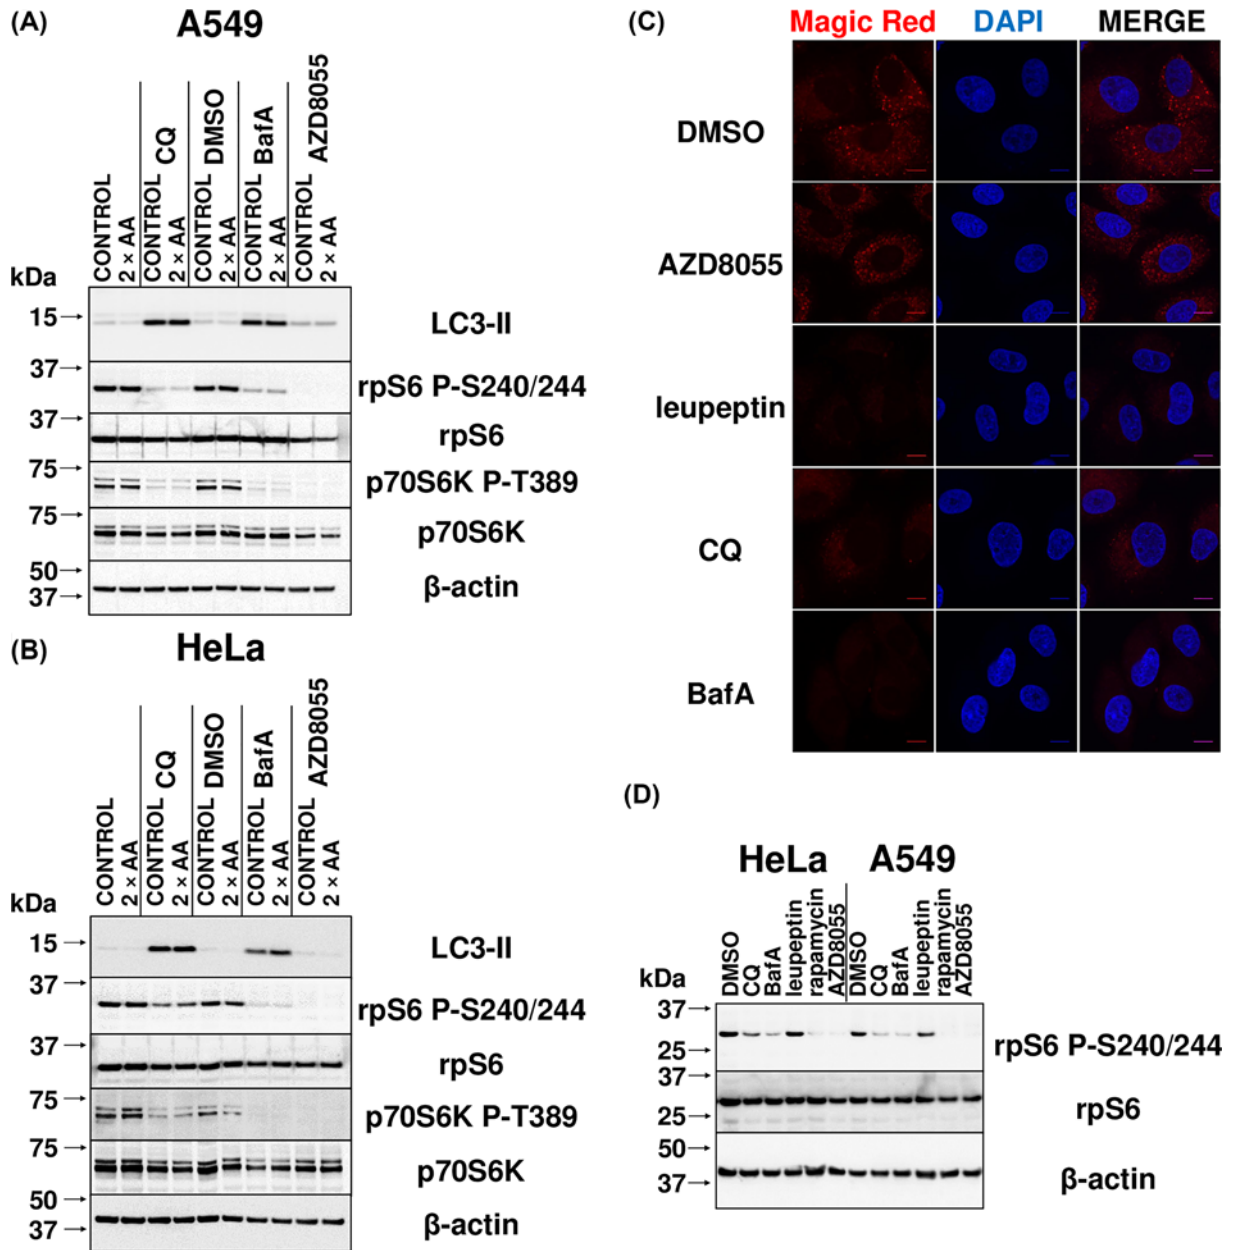 (A)
A549
CQ
DMSO
BafA
AZD8055
CONTROL
2 × AA
CONTROL
2 × AA
CONTROL
2 × AA
CONTROL
2 × AA
CONTROL
2 × AA
kDa
15
LC3-II
37
rpS6 P-S240/244
37
rpS6
75
p70S6K P-T389
75
p70S6K
50
37
β-actin
(B)
HeLa
CQ
DMSO
BafA
AZD8055
CONTROL
2 × AA
CONTROL
2 × AA
CONTROL
2 × AA
CONTROL
2 × AA
CONTROL
2 × AA
kDa
15
LC3-II
37
rpS6 P-S240/244
37
rpS6
75
p70S6K P-T389
75
p70S6K
50
37
β-actin
(C)
Magic Red DAPI MERGE
DMSO
AZD8055
leupeptin
CQ
BafA
(D)
HeLa A549
DMSO
CQ
BafA
leupeptin
rapamycin
AZD8055
DMSO
CQ
BafA
leupeptin
rapamycin
AZD8055
kDa
37
25
rpS6 P-S240/244
37
25
rpS6
50
37
β-actin